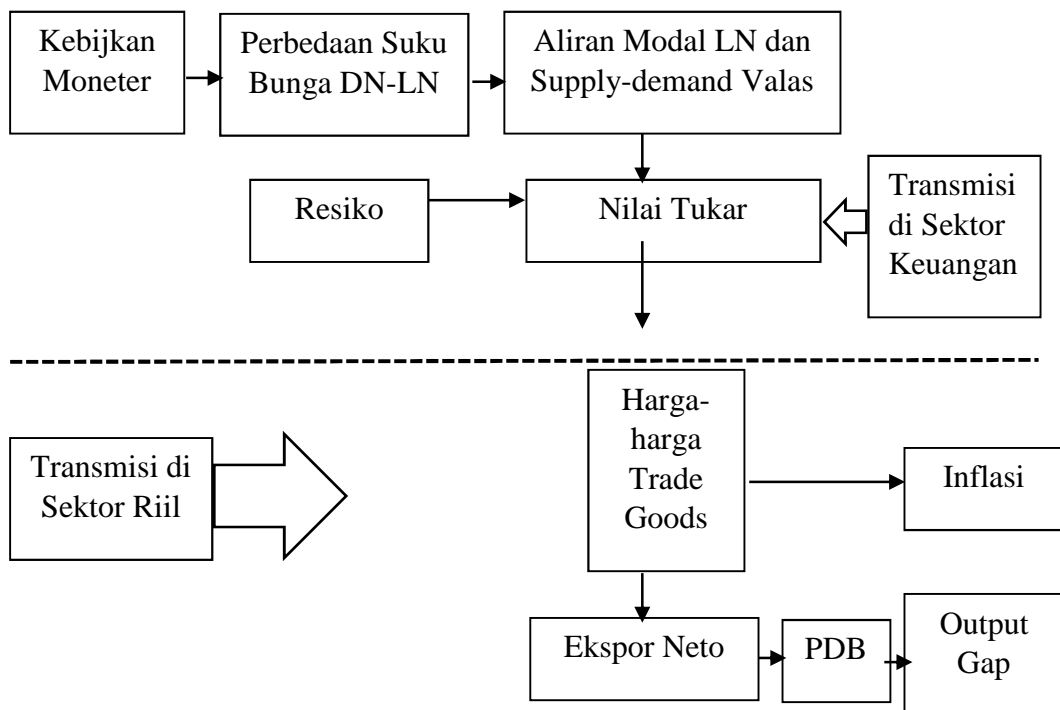 Kebijkan
Moneter
Perbedaan Suku
Bunga DN-LN
Aliran Modal LN dan
Supply-demand Valas
Resiko
Nilai Tukar
Transmisi
di Sektor
Keuangan
Transmisi di
Sektor Riil
Harga-
harga
Trade
Goods
Inflasi
Ekspor Neto
PDB
Output
Gap